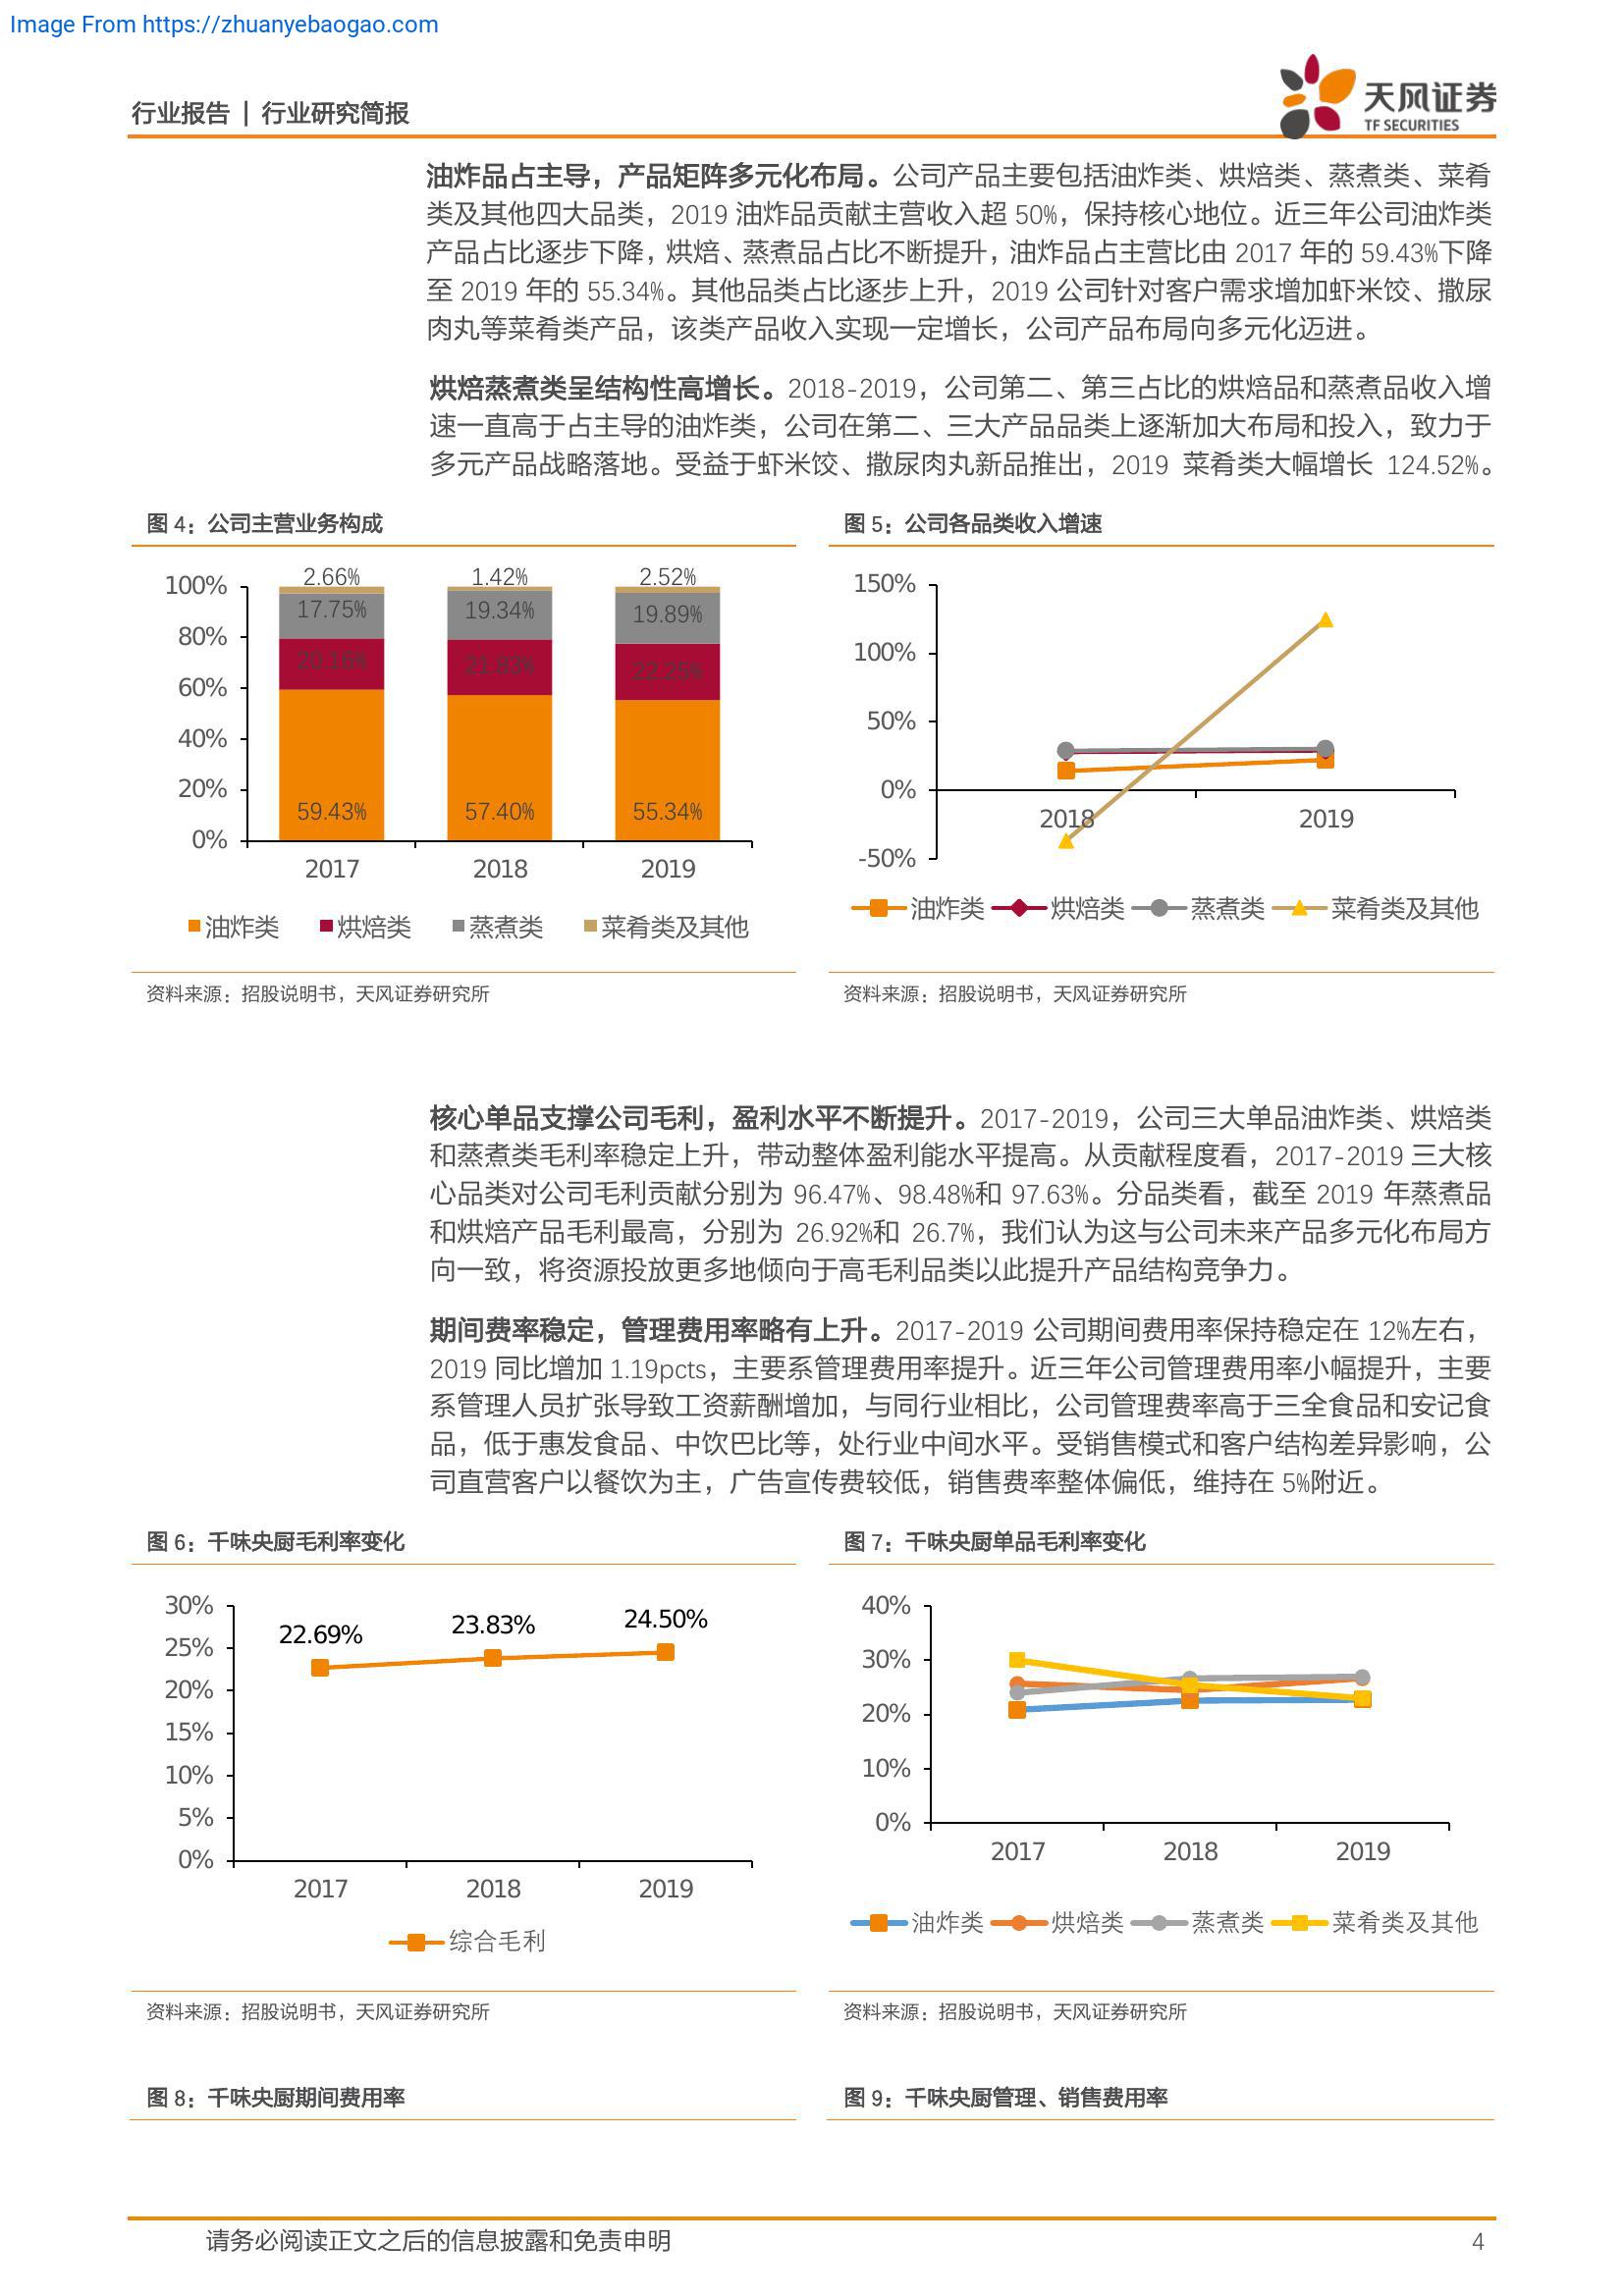 Image From https://zhuanyebaogao.com
行业报告 | 行业研究简报
天风证券
TF SECURITIES
油炸品占主导，产品矩阵多元化布局。公司产品主要包括油炸类、烘焙类、蒸煮类、菜肴
类及其他四大品类，2019 油炸品贡献主营收入超 50%，保持核心地位。近三年公司油炸类
产品占比逐步下降，烘焙、蒸煮品占比不断提升，油炸品占主营比由 2017 年的 59.43%下降
至 2019 年的 55.34%。其他品类占比逐步上升，2019 公司针对客户需求增加虾米饺、撒尿
肉丸等菜肴类产品，该类产品收入实现一定增长，公司产品布局向多元化迈进。
烘焙蒸煮类呈结构性高增长。2018-2019，公司第二、第三占比的烘焙品和蒸煮品收入增
速一直高于占主导的油炸类，公司在第二、三大产品品类上逐渐加大布局和投入，致力于
多元产品战略落地。受益于虾米饺、撒尿肉丸新品推出，2019 菜肴类大幅增长 124.52%。
图 4：公司主营业务构成
100%
80%
60%
40%
20%
0%
2.66%
1.42%
2.52%
17.75%
19.34%
19.89%
20.16%
21.83%
22.25%
59.43%
57.40%
55.34%
2017
2018
2019
油炸类
烘焙类
蒸煮类
菜肴类及其他
资料来源：招股说明书，天风证券研究所
图 5：公司各品类收入增速
150%
100%
50%
0%
-50%
2018
2019
油炸类
烘焙类
蒸煮类
菜肴类及其他
资料来源：招股说明书，天风证券研究所
核心单品支撑公司毛利，盈利水平不断提升。2017-2019，公司三大单品油炸类、烘焙类
和蒸煮类毛利率稳定上升，带动整体盈利能水平提高。从贡献程度看，2017-2019 三大核
心品类对公司毛利贡献分别为 96.47%、98.48%和 97.63%。分品类看，截至 2019 年蒸煮品
和烘焙产品毛利最高，分别为 26.92%和 26.7%，我们认为这与公司未来产品多元化布局方
向一致，将资源投放更多地倾向于高毛利品类以此提升产品结构竞争力。
期间费率稳定，管理费用率略有上升。2017-2019 公司期间费用率保持稳定在 12%左右，
2019 同比增加 1.19pcts，主要系管理费用率提升。近三年公司管理费用率小幅提升，主要
系管理人员扩张导致工资薪酬增加，与同行业相比，公司管理费率高于三全食品和安记食
品，低于惠发食品、中饮巴比等，处行业中间水平。受销售模式和客户结构差异影响，公
司直营客户以餐饮为主，广告宣传费较低，销售费率整体偏低，维持在 5%附近。
图 6：千味央厨毛利率变化
30%
25%
20%
15%
10%
5%
0%
22.69%
23.83%
24.50%
2017
2018
2019
综合毛利
资料来源：招股说明书，天风证券研究所
图 7：千味央厨单品毛利率变化
40%
30%
20%
10%
0%
2017
2018
2019
油炸类
烘焙类
蒸煮类
菜肴类及其他
资料来源：招股说明书，天风证券研究所
图 8：千味央厨期间费用率
图 9：千味央厨管理、销售费用率
请务必阅读正文之后的信息披露和免责申明
4